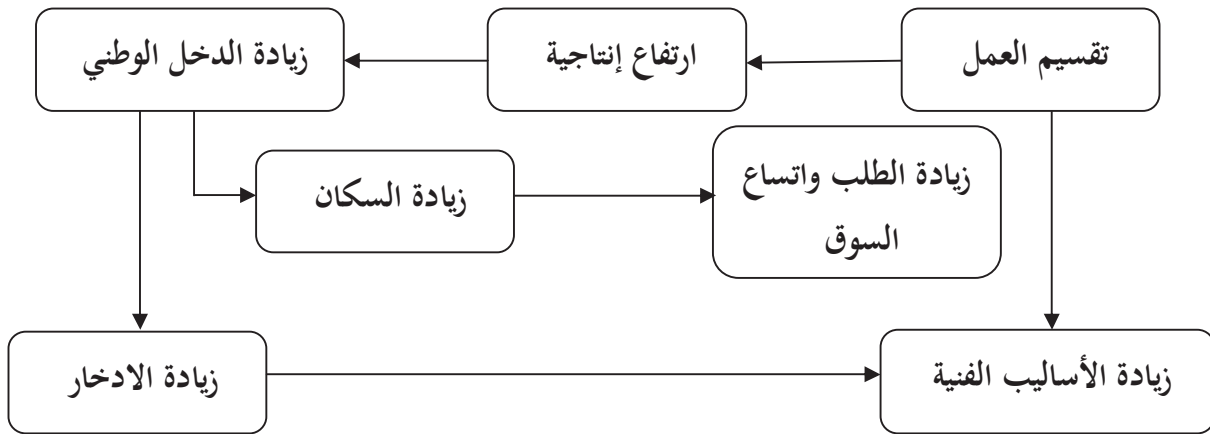 تقسيم العمل
ارتفاع إنتاجية
زيادة الدخل الوطني
زيادة الطلب واتساع
السوق
زيادة السكان
زيادة الأساليب الفنية
زيادة الادخار